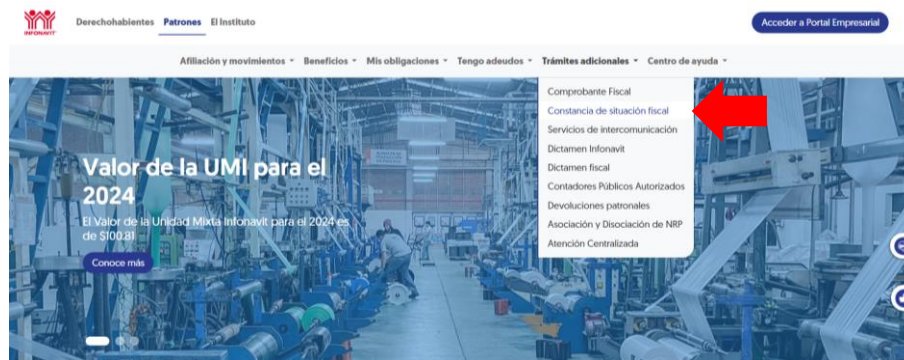 INFONAVIT
Derechohabientes Patrones El Instituto
Acceder a Portal Empresarial
Afiliación y movimientos Beneficios Mis obligaciones Tengo adeudos Trámites adicionales Centro de ayuda
Comprobante Fiscal
Constancia de situación fiscal
Servicios de intercomunicación
Dictamen Infonavit
Dictamen fiscal
Contadores Públicos Autorizados
Devoluciones patronales
Asociación y Disociación de NRP
Atención Centralizada
Valor de la UMI para el
2024
El Valor de la Unidad Mixta Infonavit para el 2024 es
de $100.81
Conoce más